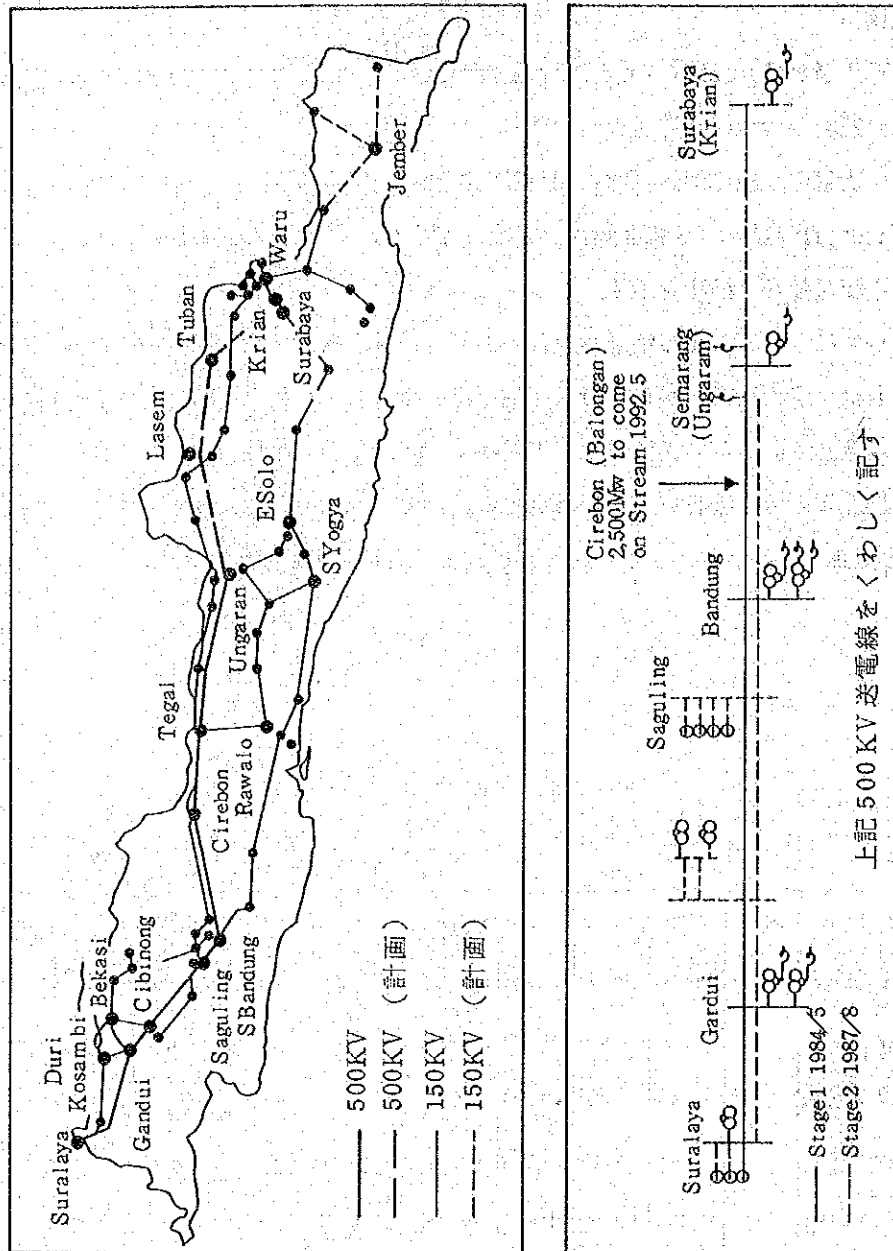 Suralaya
Duri
Kosambi
Bekasi
Gandui
Cibinong
Saguling
SBandung
Cirebon
Tegal
Rawalo
Ungaran
SYogya
ESolo
Lasem
Tuban
Krian
Surabaya
Waru
Jember
500KV
500KV (計画)
150KV
150KV (計画)
Suralaya
Gardui
Saguling
Bandung
Cirebon (Balongan)
2,500Mw to come
on Stream 1992.5
Semarang
(Ungaram)
Surabaya
(Krian)
Stage1 1984/5
Stage2 1987/8
上記500KV送電線をくわしく記す